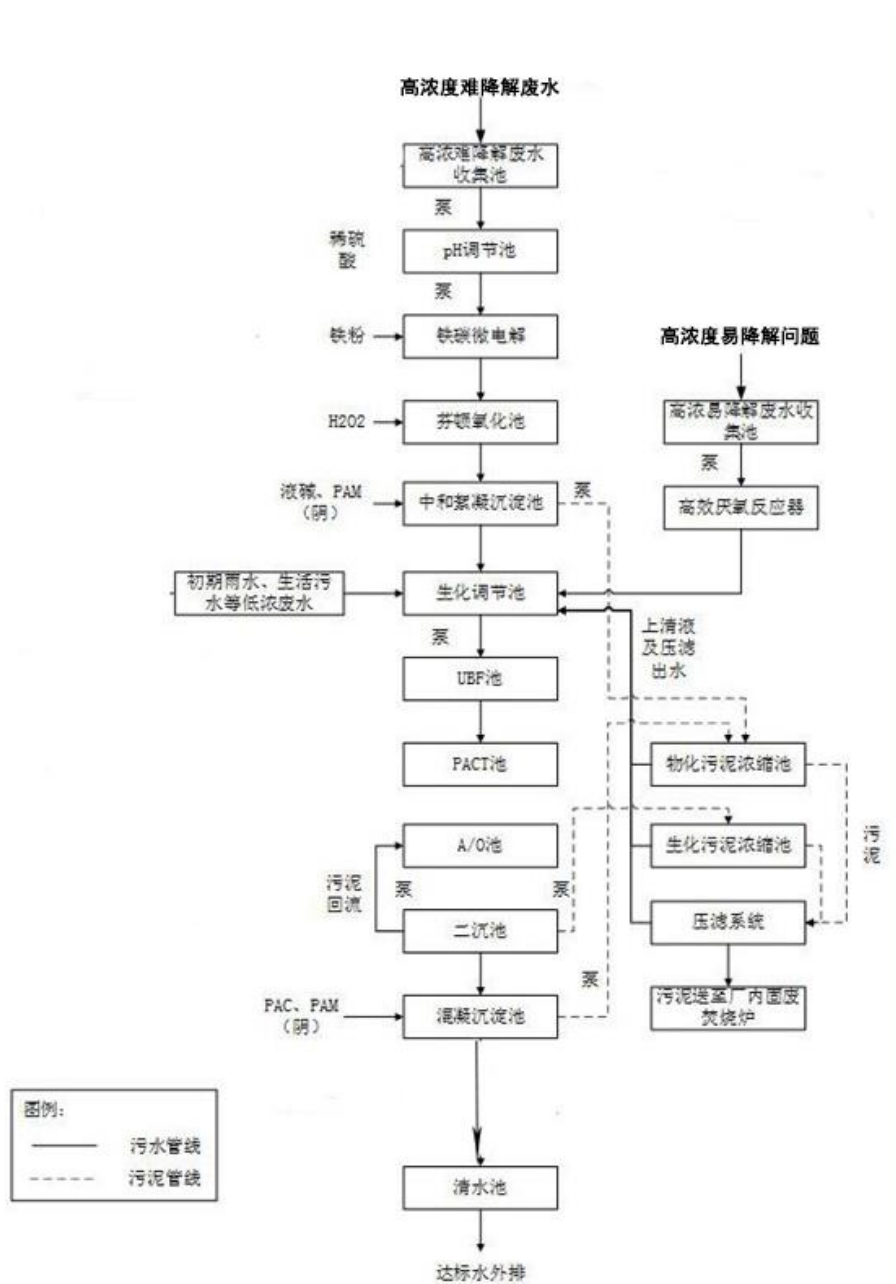 高浓度难降解废水
高浓难降解废水
收集池
泵
稀硫
酸
pH调节池
泵
铁粉
铁碳微电解
高浓度易降解问题
H2O2
芬顿氧化池
高浓易降解废水收
集池
泵
液碱、PAM
（阴）
中和絮凝沉淀池
泵
高效厌氧反应器
初期雨水、生活污
水等低浓废水
生化调节池
泵
上清液
及压滤
出水
UBF池
PACT池
物化污泥浓缩池
A/O池
生化污泥浓缩池
污
泥
污泥
回流
泵
泵
二沉池
压滤系统
泵
PAC、PAM
（阴）
混凝沉淀池
污泥送至厂内固废
焚烧炉
图例：
污水管线
污泥管线
清水池
达标水外排